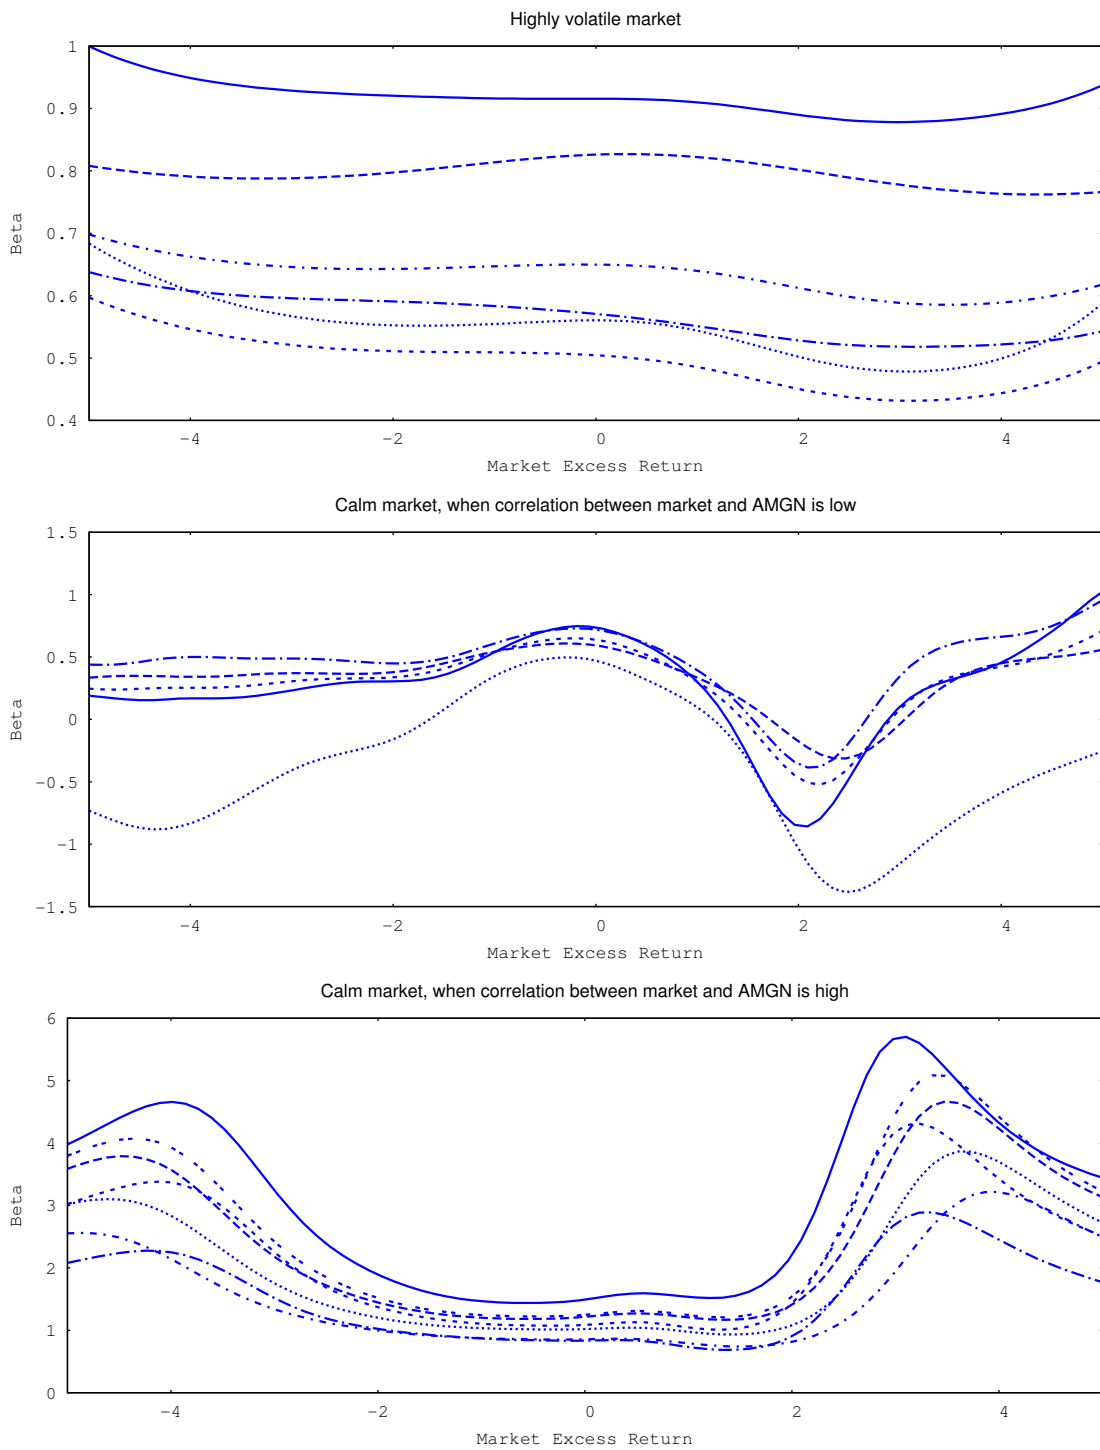 Highly volatile market
1
0.9
0.8
0.7
0.6
0.5
0.4
Beta
-4 -2 0 2 4
Market Excess Return
Calm market, when correlation between market and AMGN is low
1.5
1
0.5
0
-0.5
-1
-1.5
Beta
-4 -2 0 2 4
Market Excess Return
Calm market, when correlation between market and AMGN is high
6
5
4
3
2
1
0
Beta
-4 -2 0 2 4
Market Excess Return